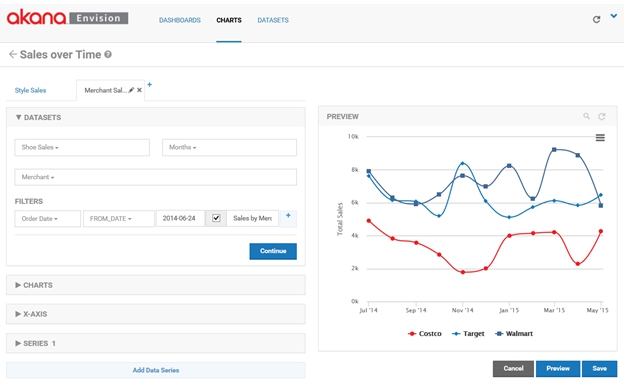 akana Envision
DASHBOARDS CHARTS DATASETS
Sales over Time
Style Sales
Merchant Sal...
+
DATASETS
Shoe Sales
Months
Merchant
FILTERS
Order Date
FROM_DATE
2014-06-24
Sales by Merc
+
Continue
CHARTS
X-AXIS
SERIES 1
Add Data Series
PREVIEW
10k
8k
6k
4k
2k
0k
Total Sales
Jul '14 Sep '14 Nov '14 Jan '15 Mar '15 May '15
Costco Target Walmart
Cancel Preview Save